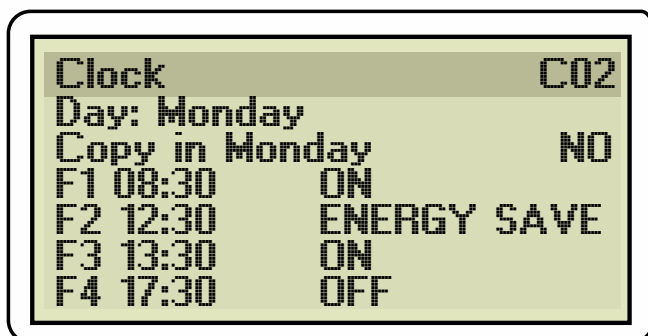 Clock C02
Day: Monday
Copy in Monday NO
F1 08:30 ON
F2 12:30 ENERGY SAVE
F3 13:30 ON
F4 17:30 OFF